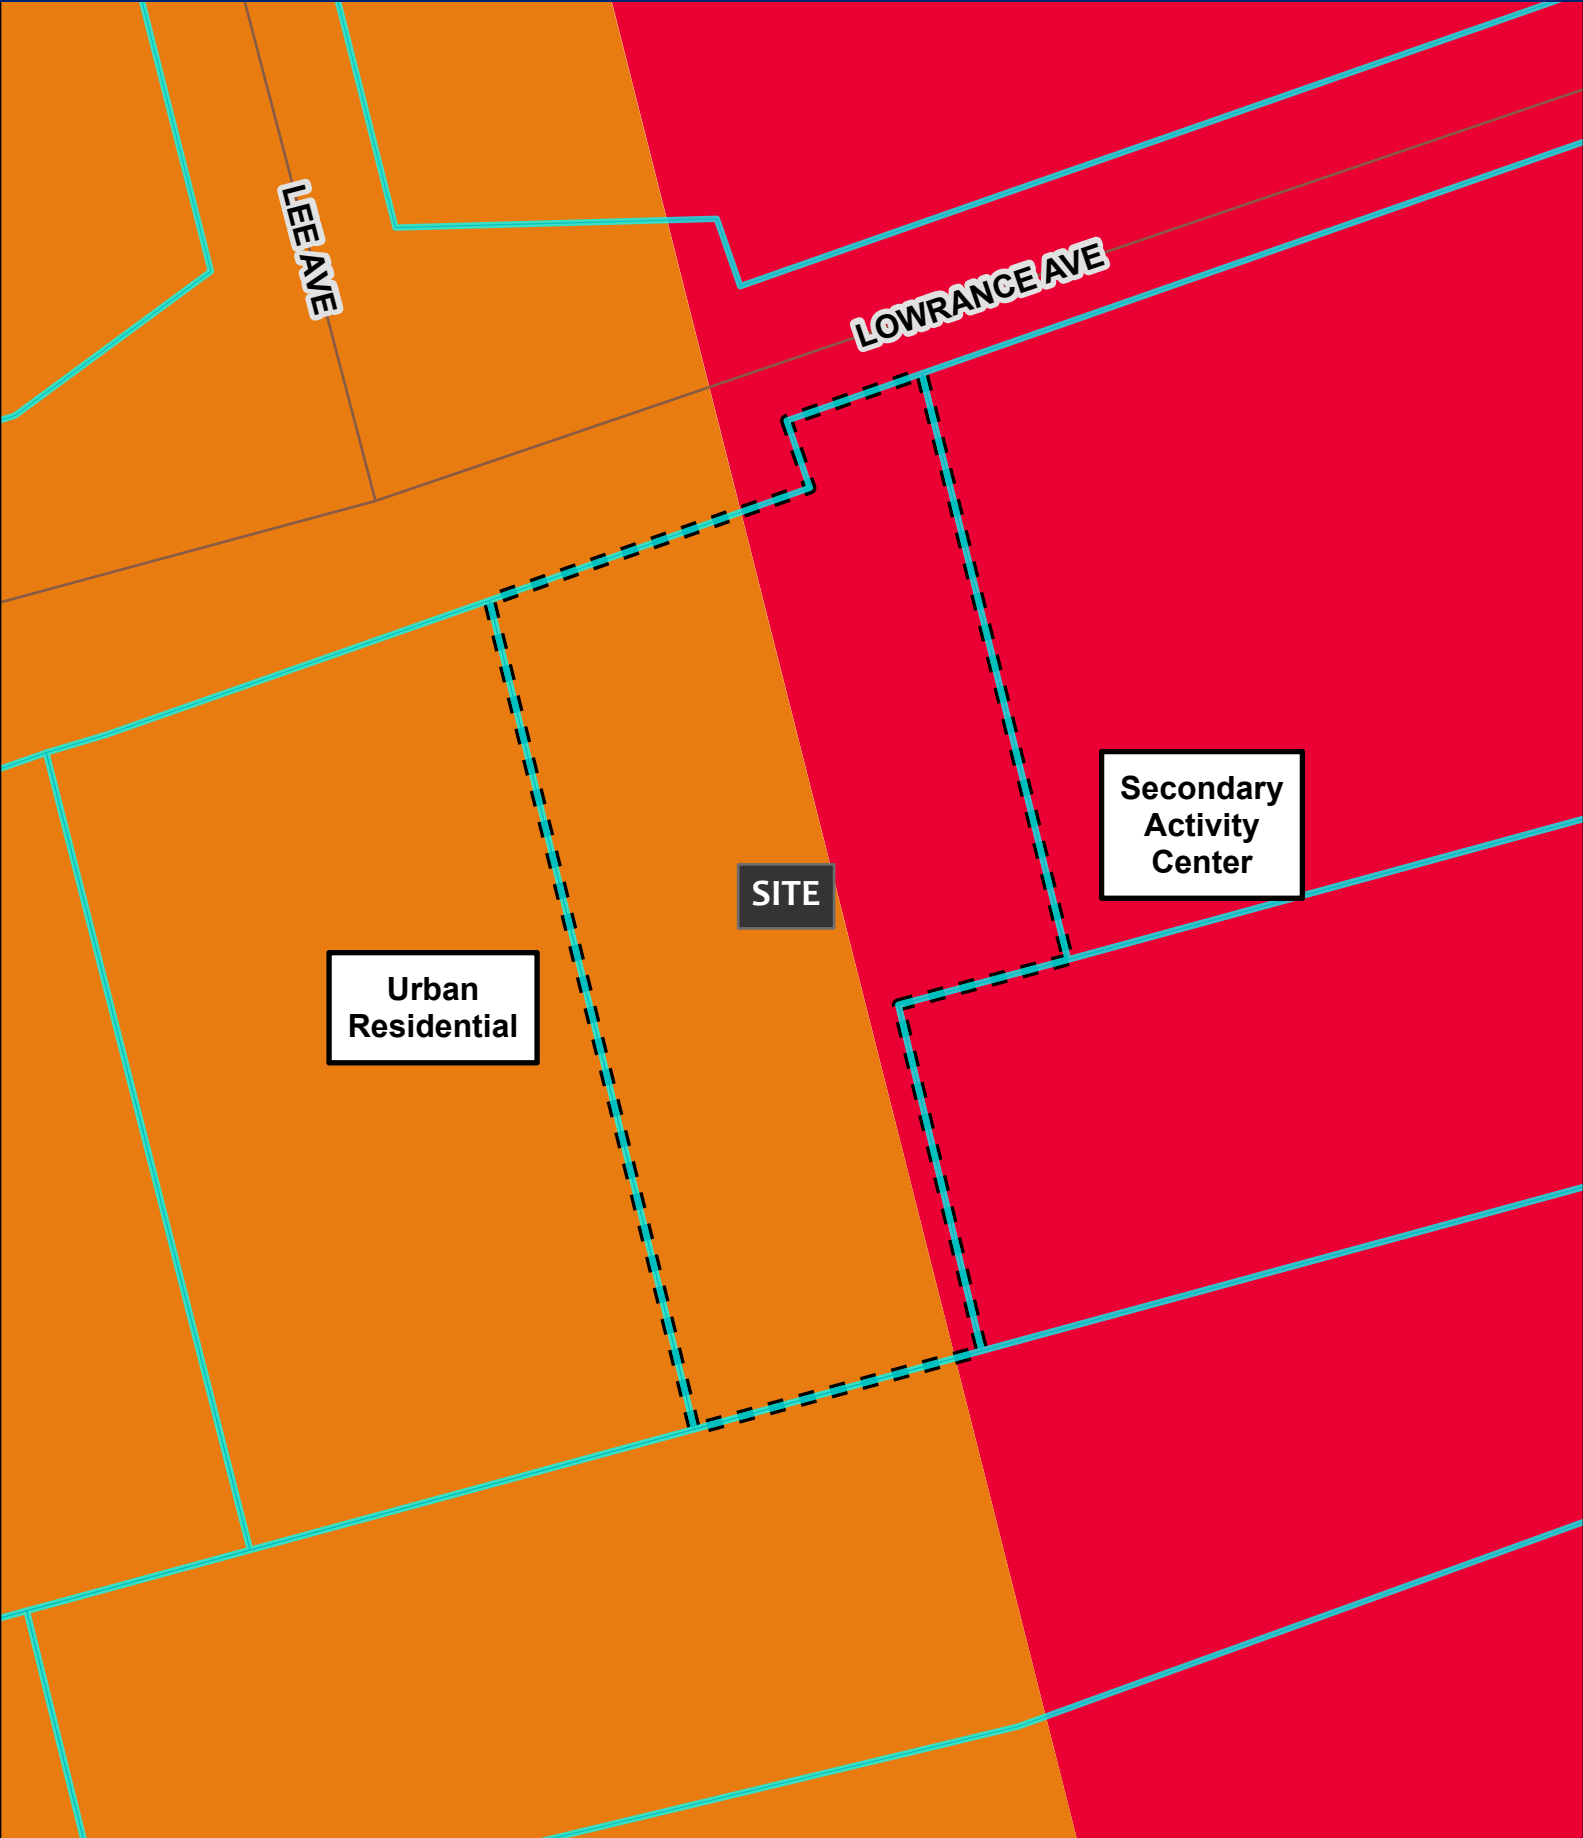 LEE AVE
LOWRANCE AVE
Secondary
Activity
Center
SITE
Urban
Residential